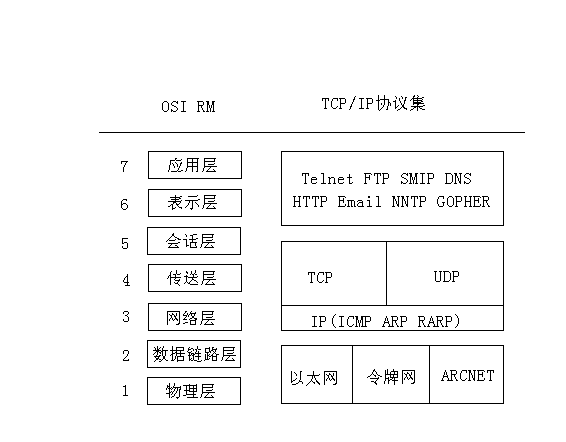 OSI RM
TCP/IP协议集
7 应用层
6 表示层
5 会话层
4 传送层
3 网络层
2 数据链路层
1 物理层
Telnet FTP SMIP DNS
HTTP Email NNTP GOPHER
TCP UDP
IP(ICMP ARP RARP)
以太网 令牌网 ARCNET